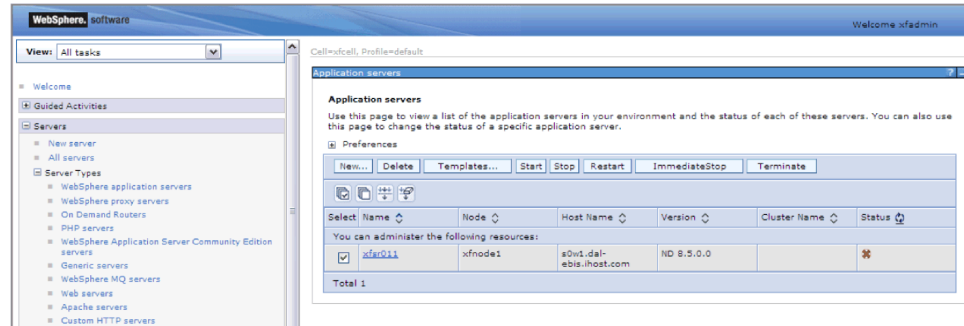 WebSphere. software
Welcome xfadmin
View: All tasks
Cell=xfcell, Profile=default
Welcome
Guided Activities
Servers
New server
All servers
Server Types
WebSphere application servers
WebSphere proxy servers
On Demand Routers
PHP servers
WebSphere Application Server Community Edition
servers
Generic servers
WebSphere MQ servers
Web servers
Apache servers
Custom HTTP servers
Application servers
?
Application servers
Use this page to view a list of the application servers in your environment and the status of each of these servers. You can also use
this page to change the status of a specific application server.
Preferences
New... Delete Templates... Start Stop Restart ImmediateStop Terminate
Select Name Node Host Name Version Cluster Name Status
You can administer the following resources:
xfsr011 xfnode1 s0w1.dal- ND 8.5.0.0
ebis.ihost.com
Total 1